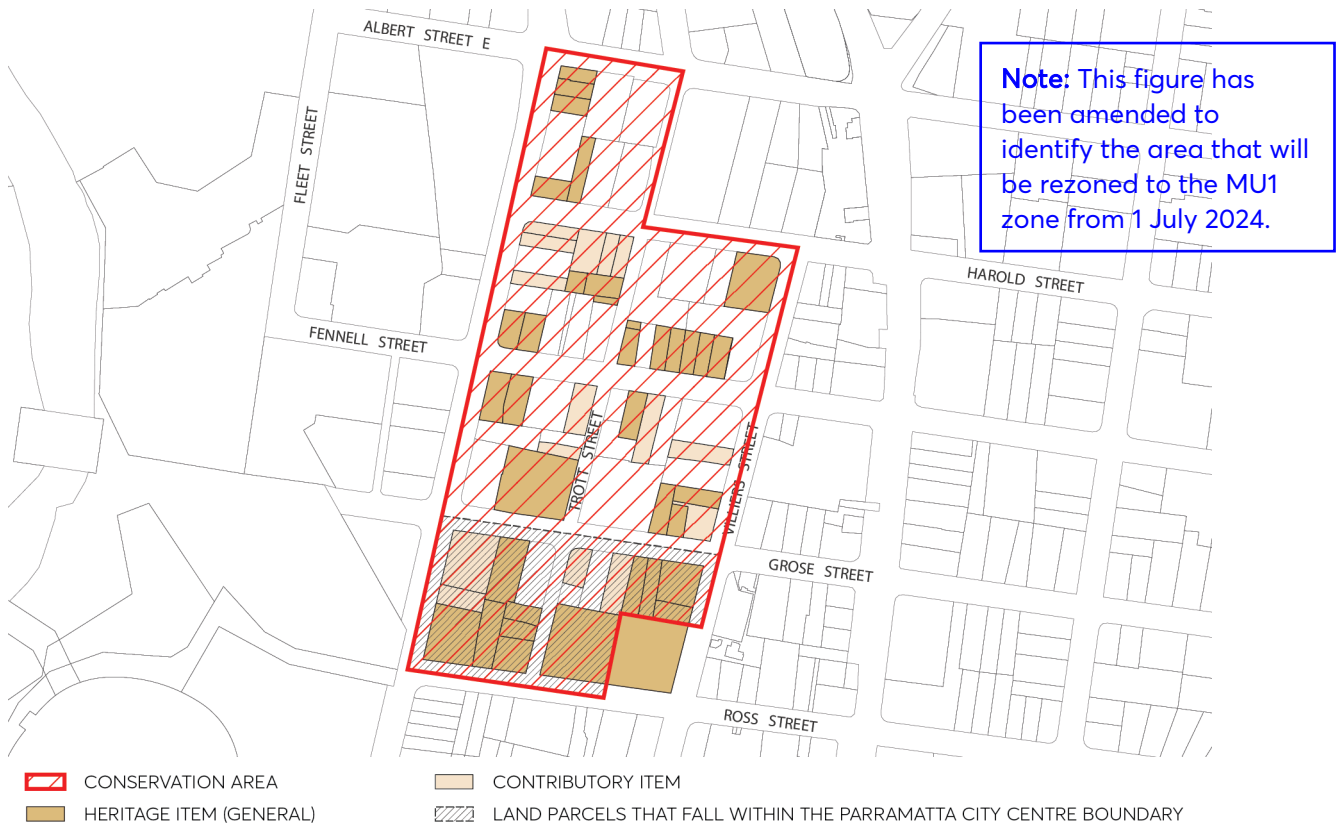 ALBERT STREET E
Note: This figure has
been amended to
identify the area that will
be rezoned to the MU1
zone from 1 July 2024.
FLEET STREET
HAROLD STREET
FENNELL STREET
TROTT STREET
VILLIERS STREET
GROSE STREET
ROSS STREET
CONSERVATION AREA
CONTRIBUTORY ITEM
HERITAGE ITEM (GENERAL)
LAND PARCELS THAT FALL WITHIN THE PARRAMATTA CITY CENTRE BOUNDARY